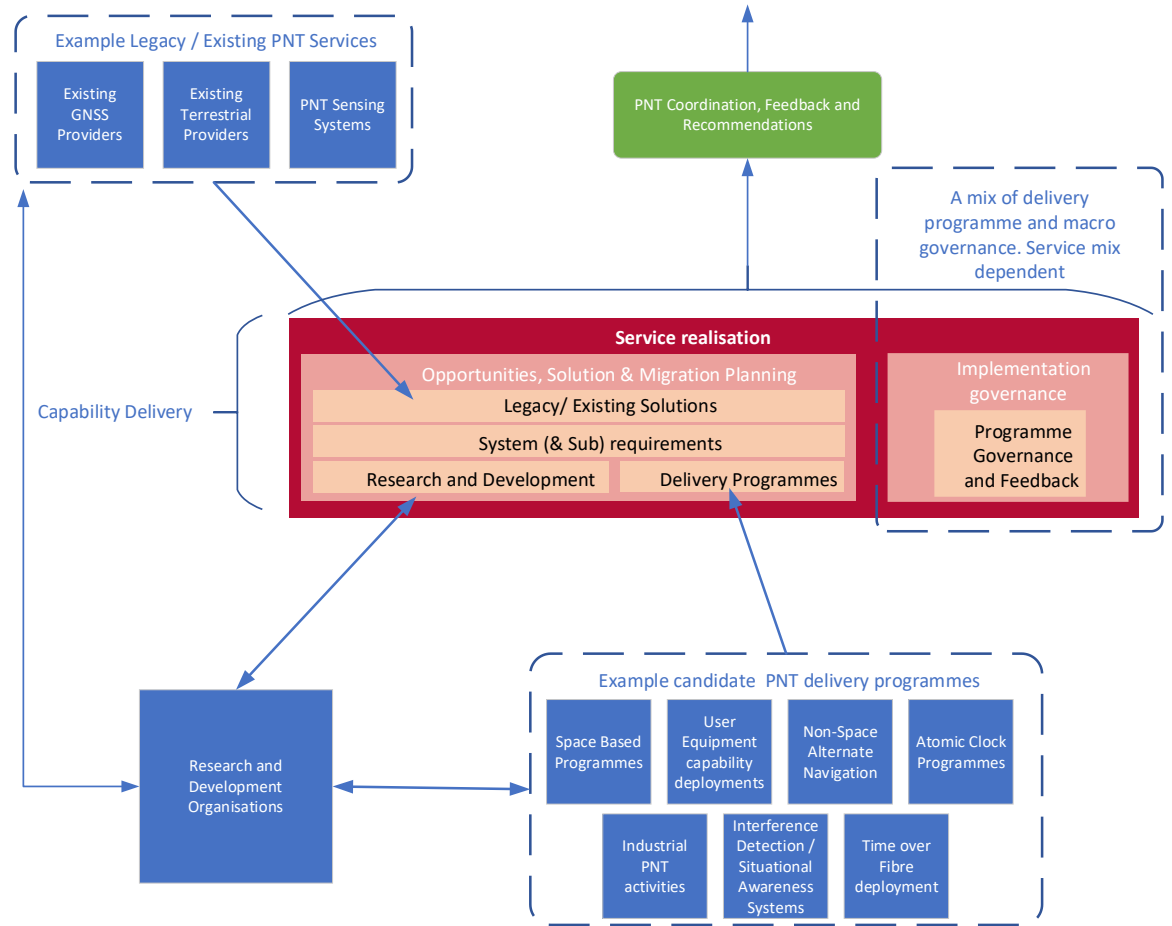 Example Legacy / Existing PNT Services
Existing
GNSS
Providers
Existing
Terrestrial
Providers
PNT Sensing
Systems
PNT Coordination, Feedback and
Recommendations
A mix of delivery
programme and macro
governance. Service mix
dependent
Capability Delivery
Service realisation
Opportunities, Solution & Migration Planning
Legacy/ Existing Solutions
System (& Sub) requirements
Research and Development
Delivery Programmes
Implementation
governance
Programme
Governance
and Feedback
Research and
Development
Organisations
Example candidate PNT delivery programmes
Space Based
Programmes
User
Equipment
capability
deployments
Non-Space
Alternate
Navigation
Atomic Clock
Programmes
Industrial
PNT
activities
Interference
Detection /
Situational
Awareness
Systems
Time over
Fibre
deployment